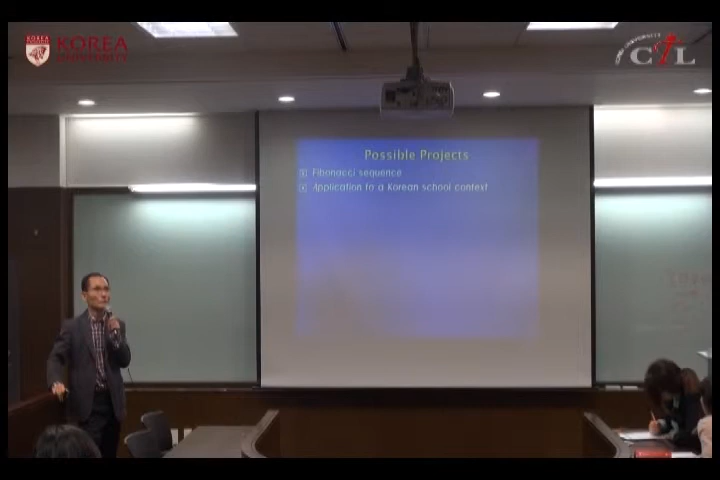 KOREA
UNIVERSITY
CTL
Possible Projects
Fibonacci sequence
Application to a Korean school context